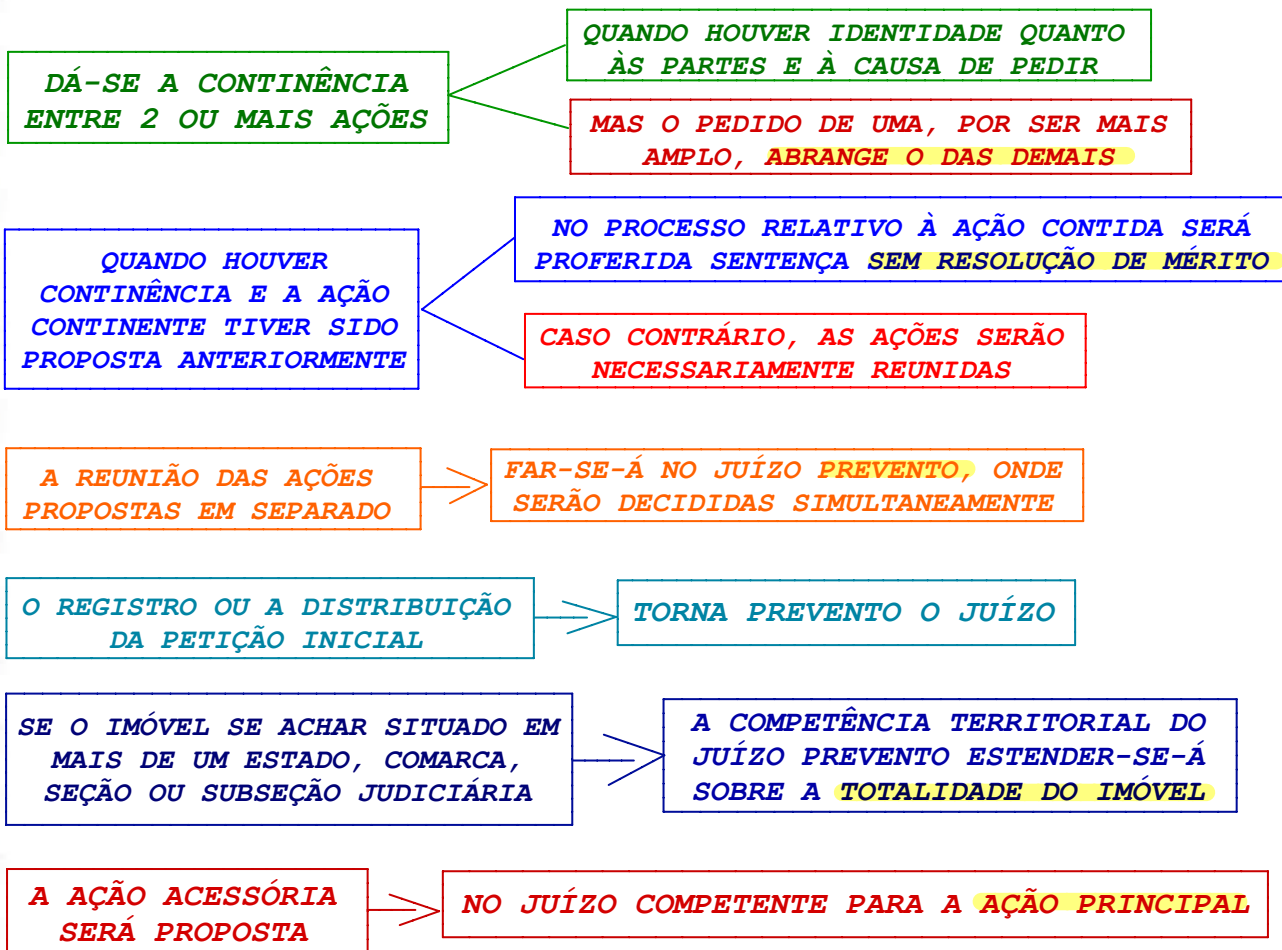 DÁ-SE A CONTINÊNCIA
ENTRE 2 OU MAIS AÇÕES
QUANDO HOUVER IDENTIDADE QUANTO
ÀS PARTES E À CAUSA DE PEDIR
MAS O PEDIDO DE UMA, POR SER MAIS
AMPLO, ABRANGE O DAS DEMAIS
QUANDO HOUVER
CONTINÊNCIA E A AÇÃO
CONTINENTE TIVER SIDO
PROPOSTA ANTERIORMENTE
NO PROCESSO RELATIVO À AÇÃO CONTIDA SERÁ
PROFERIDA SENTENÇA SEM RESOLUÇÃO DE MÉRITO
CASO CONTRÁRIO, AS AÇÕES SERÃO
NECESSARIAMENTE REUNIDAS
A REUNIÃO DAS AÇÕES
PROPOSTAS EM SEPARADO
FAR-SE-Á NO JUÍZO PREVENTO, ONDE
SERÃO DECIDIDAS SIMULTANEAMENTE
O REGISTRO OU A DISTRIBUIÇÃO
DA PETIÇÃO INICIAL
TORNA PREVENTO O JUÍZO
SE O IMÓVEL SE ACHAR SITUADO EM
MAIS DE UM ESTADO, COMARCA,
SEÇÃO OU SUBSEÇÃO JUDICIÁRIA
A COMPETÊNCIA TERRITORIAL DO
JUÍZO PREVENTO ESTENDER-SE-Á
SOBRE A TOTALIDADE DO IMÓVEL
A AÇÃO ACESSÓRIA
SERÁ PROPOSTA
NO JUÍZO COMPETENTE PARA A AÇÃO PRINCIPAL